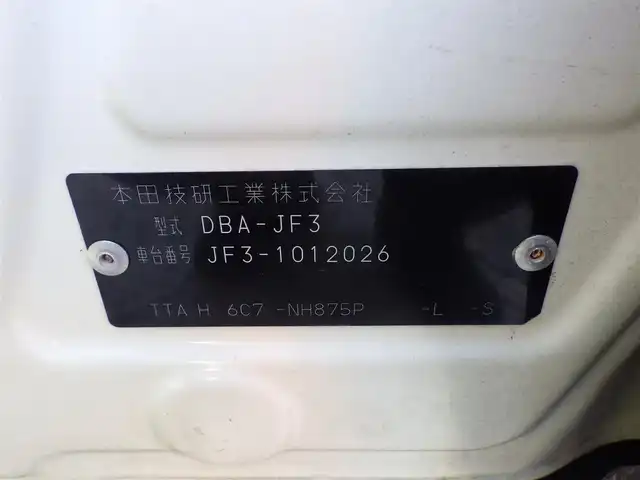 本田技研工業株式会社
型式 DBA-JF3
車台番号 JF3-1012026
TTA H 6C7 -NH875P -L -S